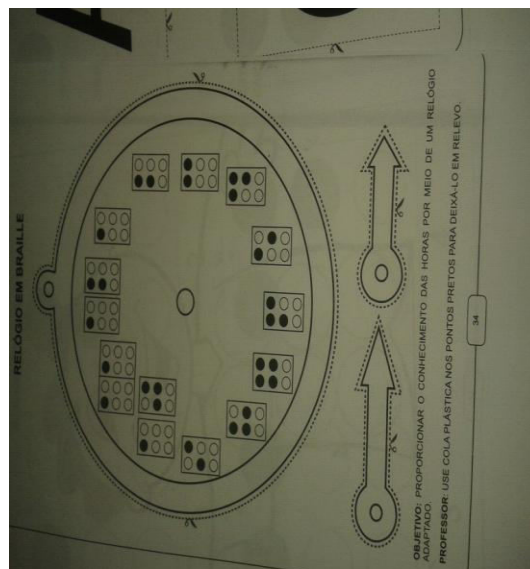 RELÓGIO EM BRAILLE
OBJETIVO: PROPORCIONAR O CONHECIMENTO DAS HORAS POR MEIO DE UM RELÓGIO
ADAPTADO.
PROFESSOR: USE COLA PLÁSTICA NOS PONTOS PRETOS PARA DEIXÁ-LO EM RELEVO.
34